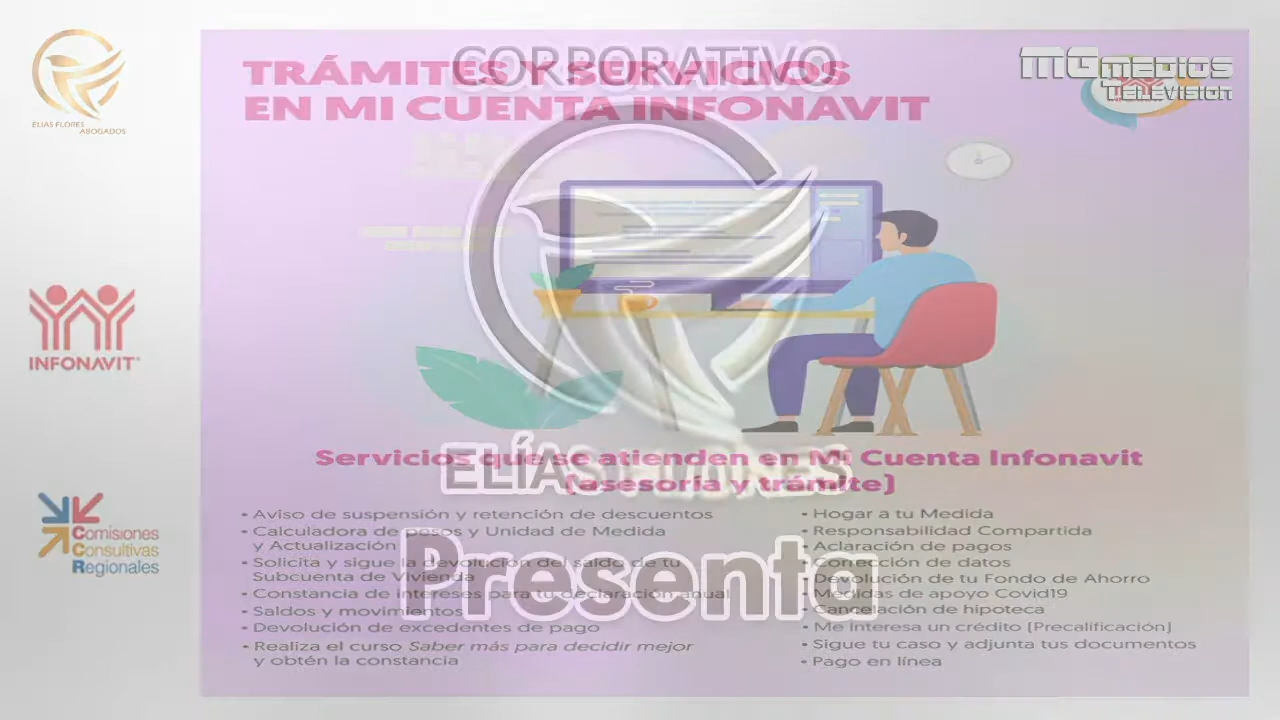 CORPORATIVO
TRÁMITES Y SERVICIOS
EN MI CUENTA INFONAVIT
MG MEDIOS
TELEVISION
ELIAS FLORES
ABOGADOS
INFONAVIT
Comisiones
Consultivas
Regionales
Servicios que se atienden en Mi Cuenta Infonavit
(asesoría y trámite)
ELÍAS FLORES
Presenta
• Aviso de suspensión y retención de descuentos
• Calculadora de pesos y Unidad de Medida
y Actualización
• Solicita y sigue la devolución del saldo de tu
Subcuenta de Vivienda
• Constancia de intereses para tu declaración anual
• Saldos y movimientos
• Devolución de excedentes de pago
• Realiza el curso Saber más para decidir mejor
y obtén la constancia
• Hogar a tu Medida
• Responsabilidad Compartida
• Aclaración de pagos
• Corrección de datos
• Devolución de tu Fondo de Ahorro
• Medidas de apoyo Covid19
• Cancelación de hipoteca
• Me interesa un crédito (Precalificación)
• Sigue tu caso y adjunta tus documentos
• Pago en línea